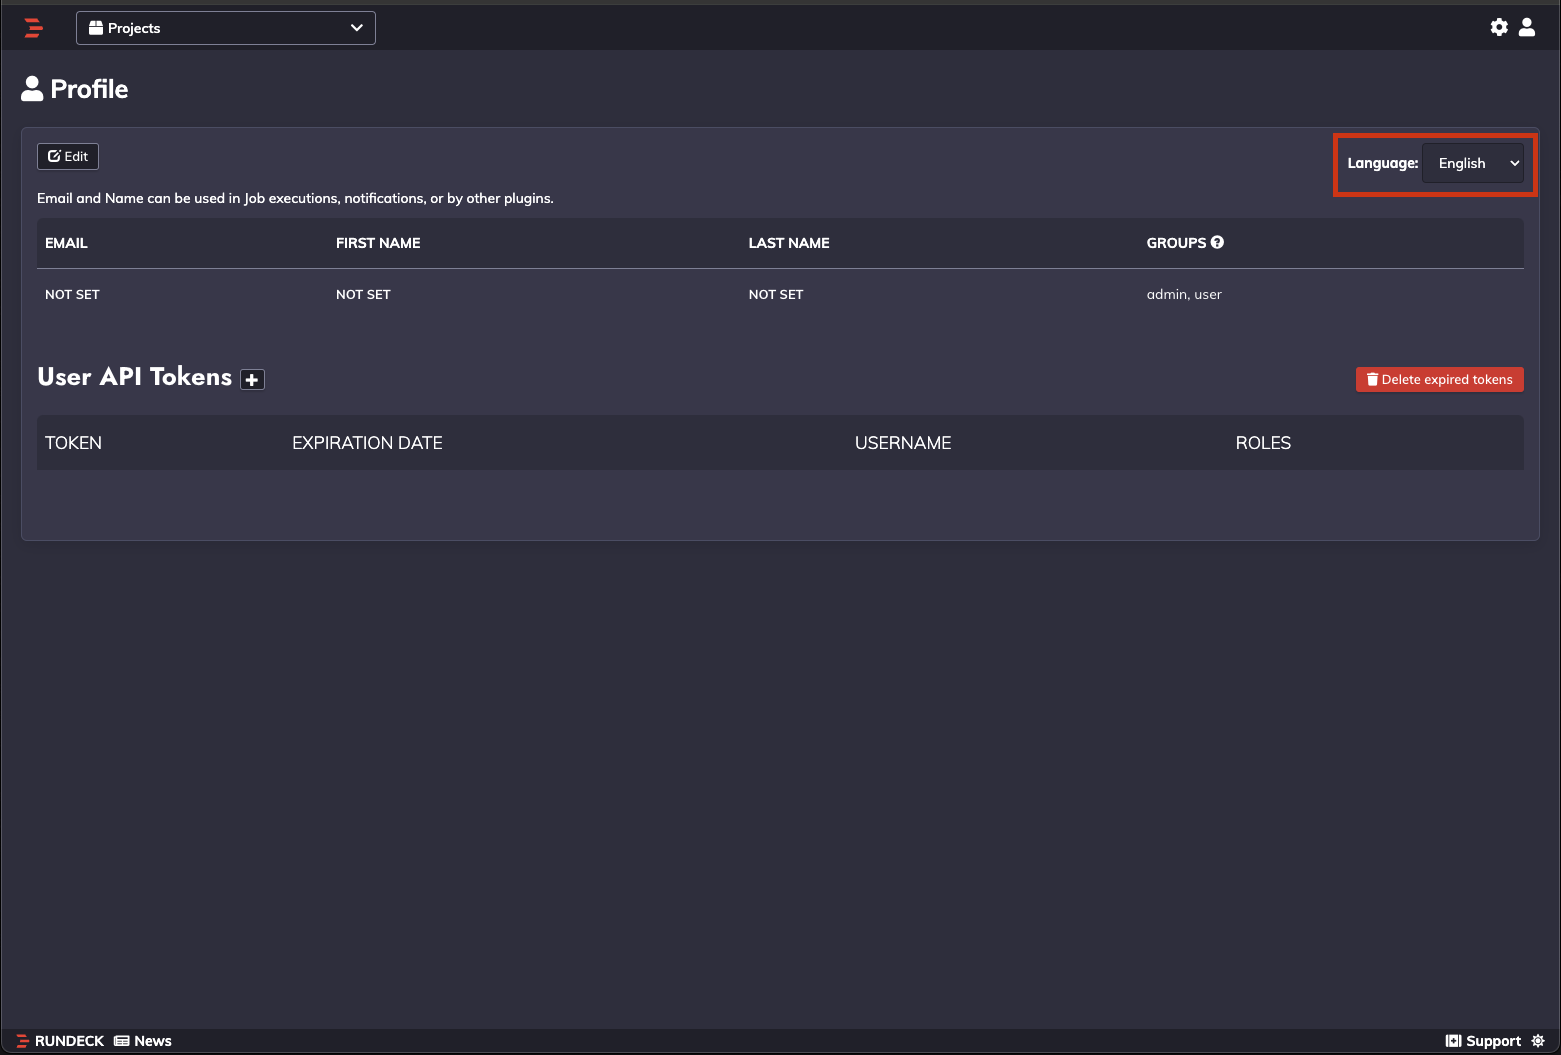 Projects
Profile
Edit
Language: English
Email and Name can be used in Job executions, notifications, or by other plugins.
EMAIL FIRST NAME LAST NAME GROUPS
NOT SET NOT SET NOT SET admin, user
User API Tokens
Delete expired tokens
TOKEN EXPIRATION DATE USERNAME ROLES
RUNDECK News Support